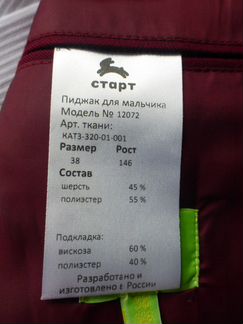 старт
Пиджак для мальчика
Модель № 12072
Арт. ткани:
КАТЗ-320-01-001
Размер Рост
38 146
Состав
шерсть 45 %
полиэстер 55 %
Подкладка:
вискоза 60 %
полиэстер 40 %
Разработано и
изготовлено в России